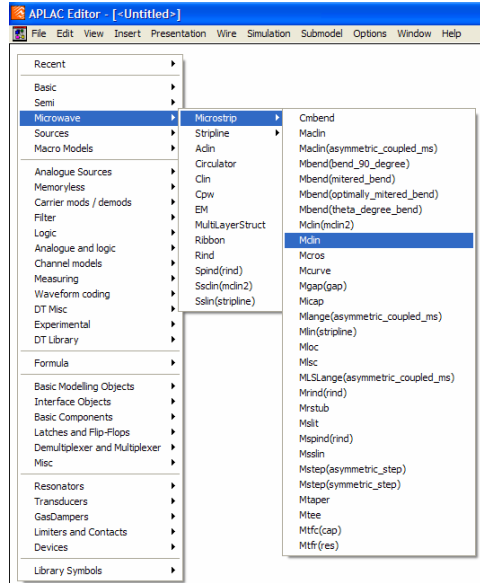 APLAC Editor - [<Untitled>]
File Edit View Insert Presentation Wire Simulation Submodel Options Window Help
Recent
Basic
Semi
Microwave
Sources
Macro Models
Analogue Sources
Memoryless
Carrier mods / demods
Filter
Logic
Analogue and logic
Channel models
Measuring
Waveform coding
DT Misc
Experimental
DT Library
Formula
Basic Modelling Objects
Interface Objects
Basic Components
Latches and Flip-Flops
Demultiplexer and Multiplexer
Misc
Resonators
Transducers
GasDampers
Limiters and Contacts
Devices
Library Symbols
Microstrip
Stripline
Aclin
Circulator
Clin
Cpw
EM
MultiLayerStruct
Ribbon
Rind
Spind(rind)
Ssclin(mclin2)
Sslin(stripline)
Cmbend
Maclin
Maclin(asymmetric_coupled_ms)
Mbend(bend_90_degree)
Mbend(mitered_bend)
Mbend(optimally_mitered_bend)
Mbend(theta_degree_bend)
Mclin(mclin2)
Mclin
Mcros
Mcurve
Mgap(gap)
Micap
Mlange(asymmetric_coupled_ms)
Mlin(stripline)
Mloc
Mlsc
MLSLange(asymmetric_coupled_ms)
Mrind(rind)
Mrstub
Mslit
Mspind(rind)
Msslin
Mstep(asymmetric_step)
Mstep(symmetric_step)
Mtaper
Mtee
Mtfc(cap)
Mtfr(res)